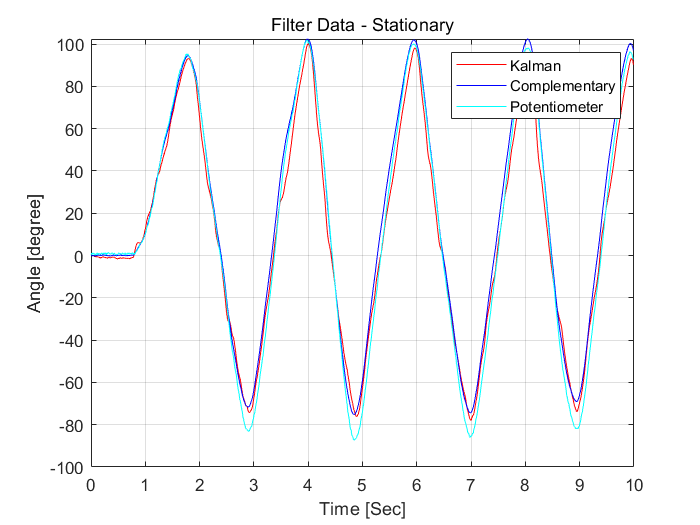 Filter Data - Stationary
Kalman
Complementary
Potentiometer
100
80
60
40
20
0
-20
-40
-60
-80
-100
Angle [degree]
0 1 2 3 4 5 6 7 8 9 10
Time [Sec]